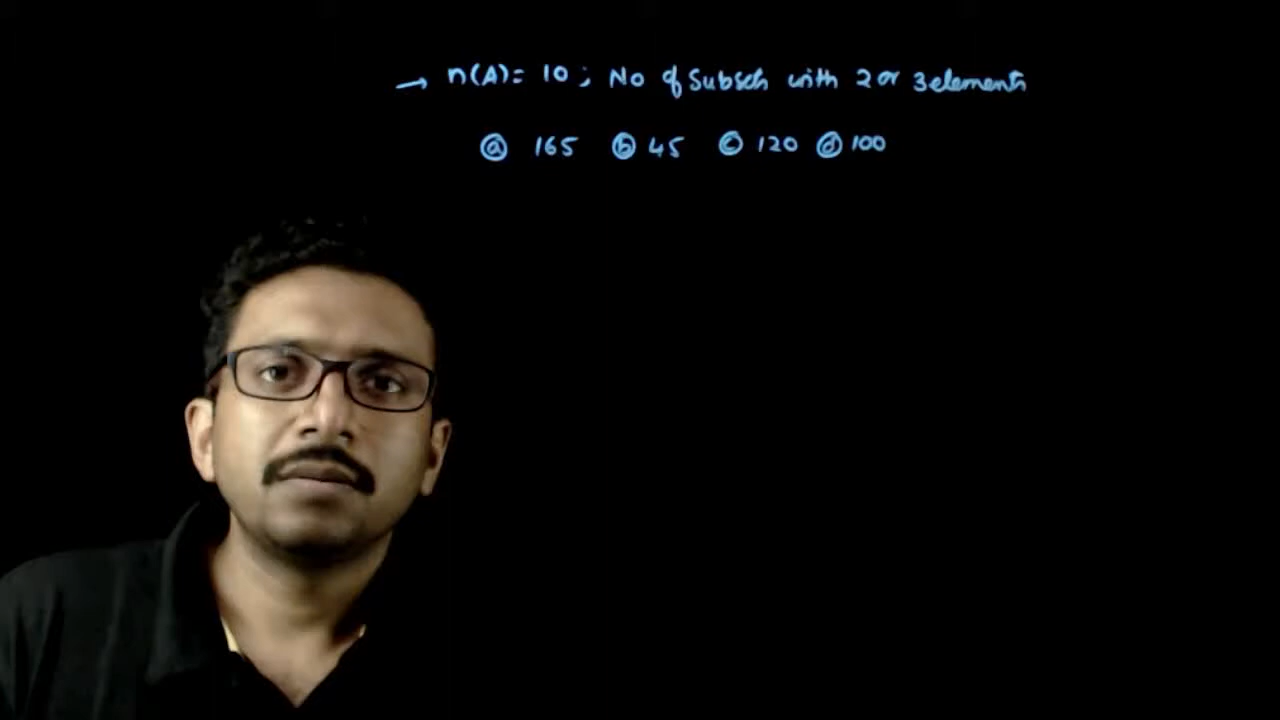 → n(A)= 10 ; No of Subsets with 2 or 3 elements
ⓐ 165 ⓑ 45 ⓒ 120 ⓓ 100